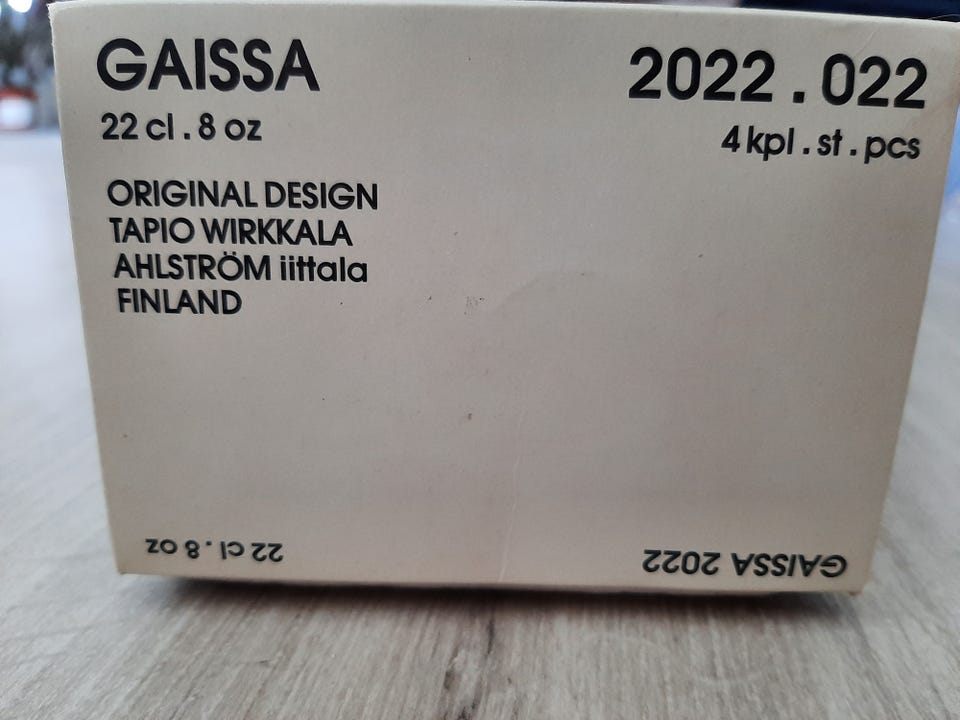 GAISSA
22 cl . 8 oz
2022 . 022
4 kpl . st . pcs
ORIGINAL DESIGN
TAPIO WIRKKALA
AHLSTRÖM iittala
FINLAND
22 cl . 8 oz
GAISSA 2022